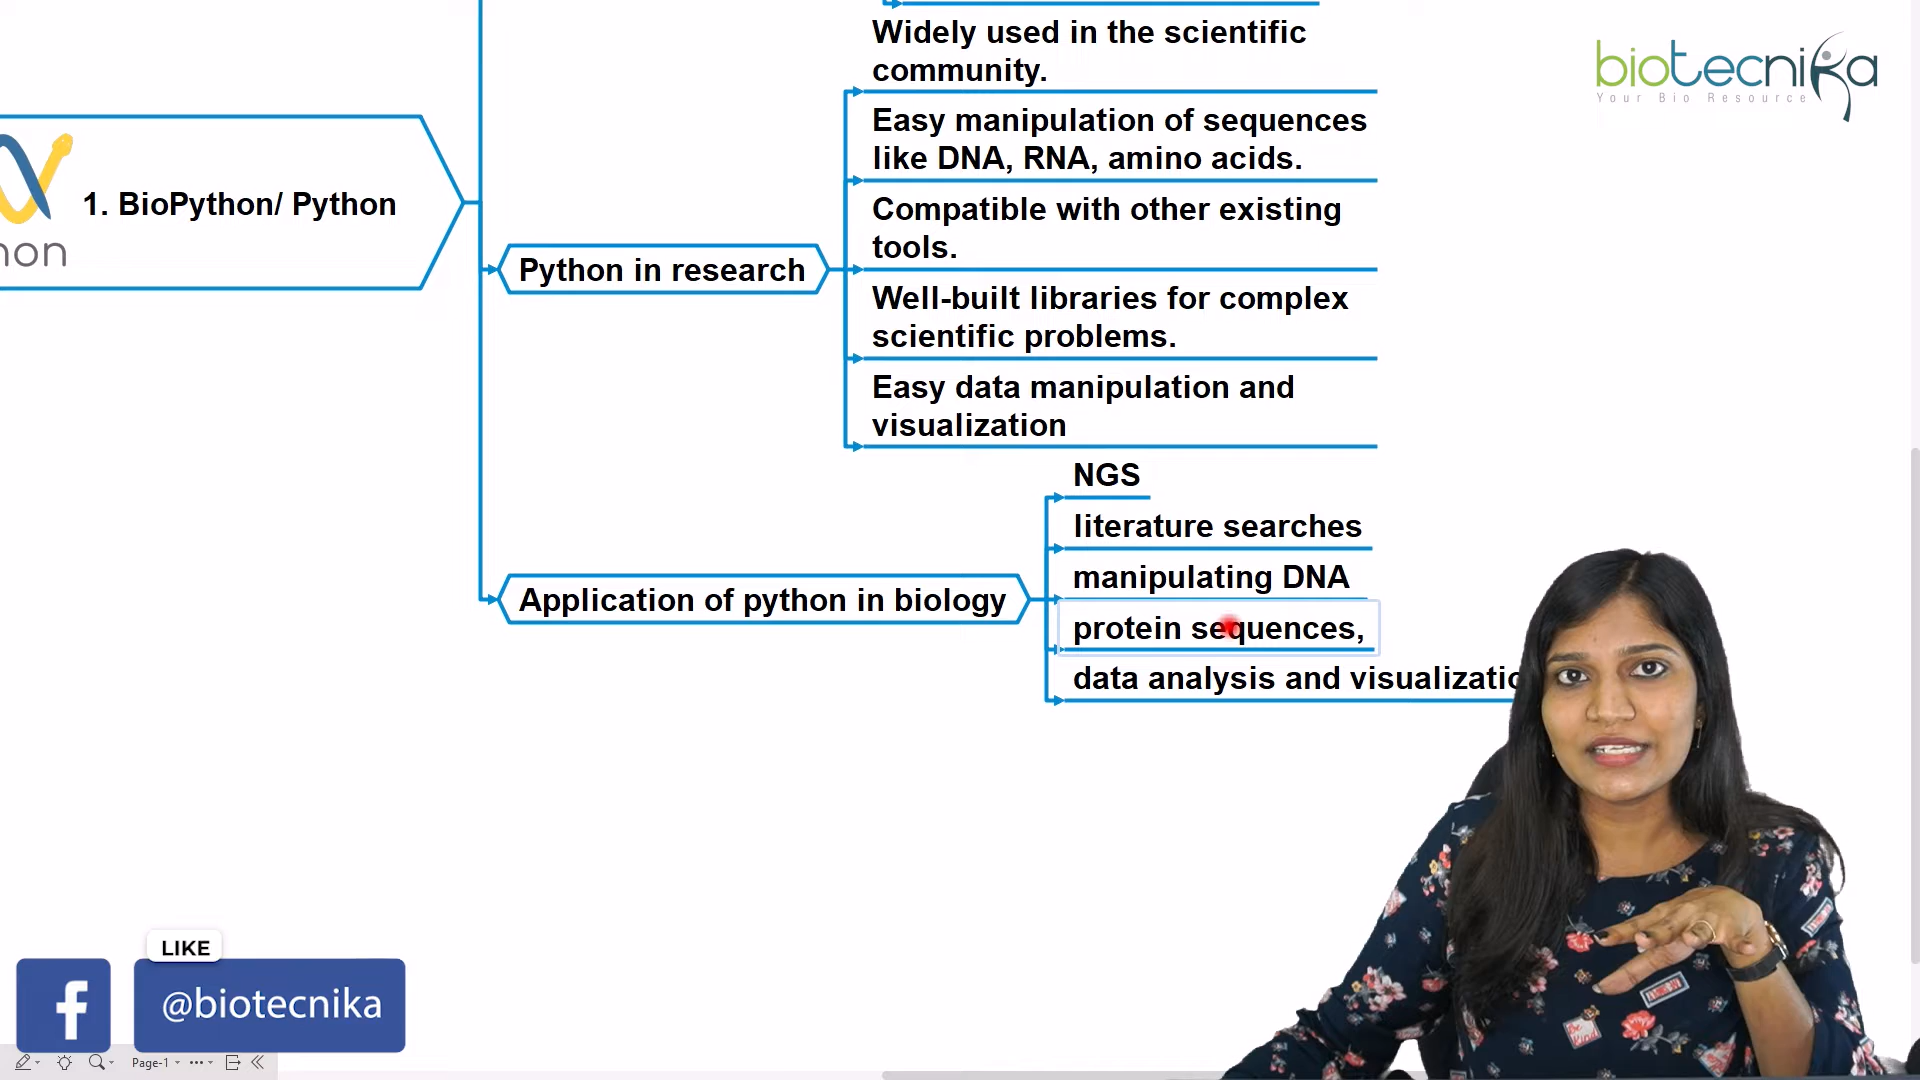 Widely used in the scientific
community.
biotecnika
Your Bio Resource
Easy manipulation of sequences
like DNA, RNA, amino acids.
1. BioPython/ Python
hon
Compatible with other existing
tools.
Python in research
Well-built libraries for complex
scientific problems.
Easy data manipulation and
visualization
NGS
literature searches
manipulating DNA
Application of python in biology
protein sequences,
data analysis and visualizatio
LIKE
f
@biotecnika
Page-1